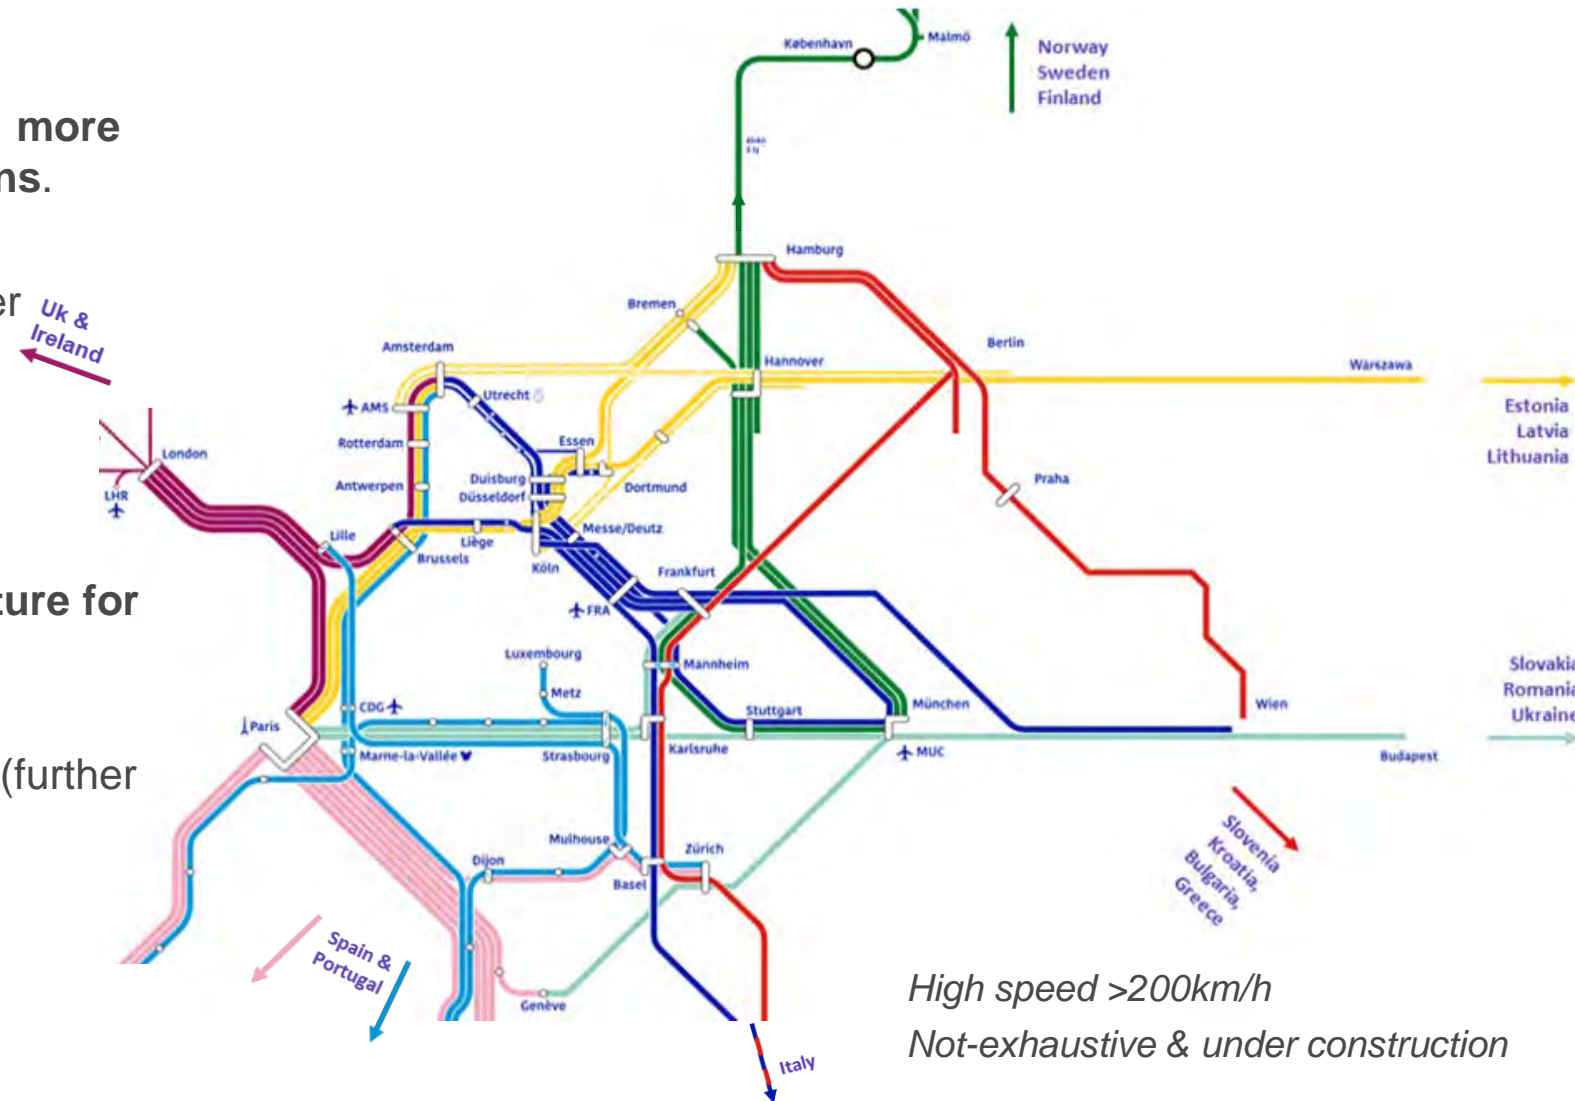 more
ns.
er
ture for
(further
København
Malmö
Norway
Sweden
Finland
Hamburg
Uk &
Ireland
Bremen
Amsterdam
Hannover
Berlin
Warszawa
Utrecht
AMS
Estonia
Latvia
Lithuania
Rotterdam
Essen
London
Antwerpen
Duisburg
Düsseldorf
Dortmund
Praha
LHR
Lille
Brussels
Liège
Messe/Deutz
Köln
Frankfurt
FRA
Luxembourg
Mannheim
Metz
Slovakia
Romania
Ukraine
CDG
Paris
Stuttgart
München
Wien
Marne-la-Vallée
Strasbourg
Karlsruhe
MUC
Budapest
Mulhouse
Zürich
Dijon
Basel
Slovenia
Kroatia,
Bulgaria,
Greece
Spain &
Portugal
Genève
Italy
High speed >200km/h
Not-exhaustive & under construction